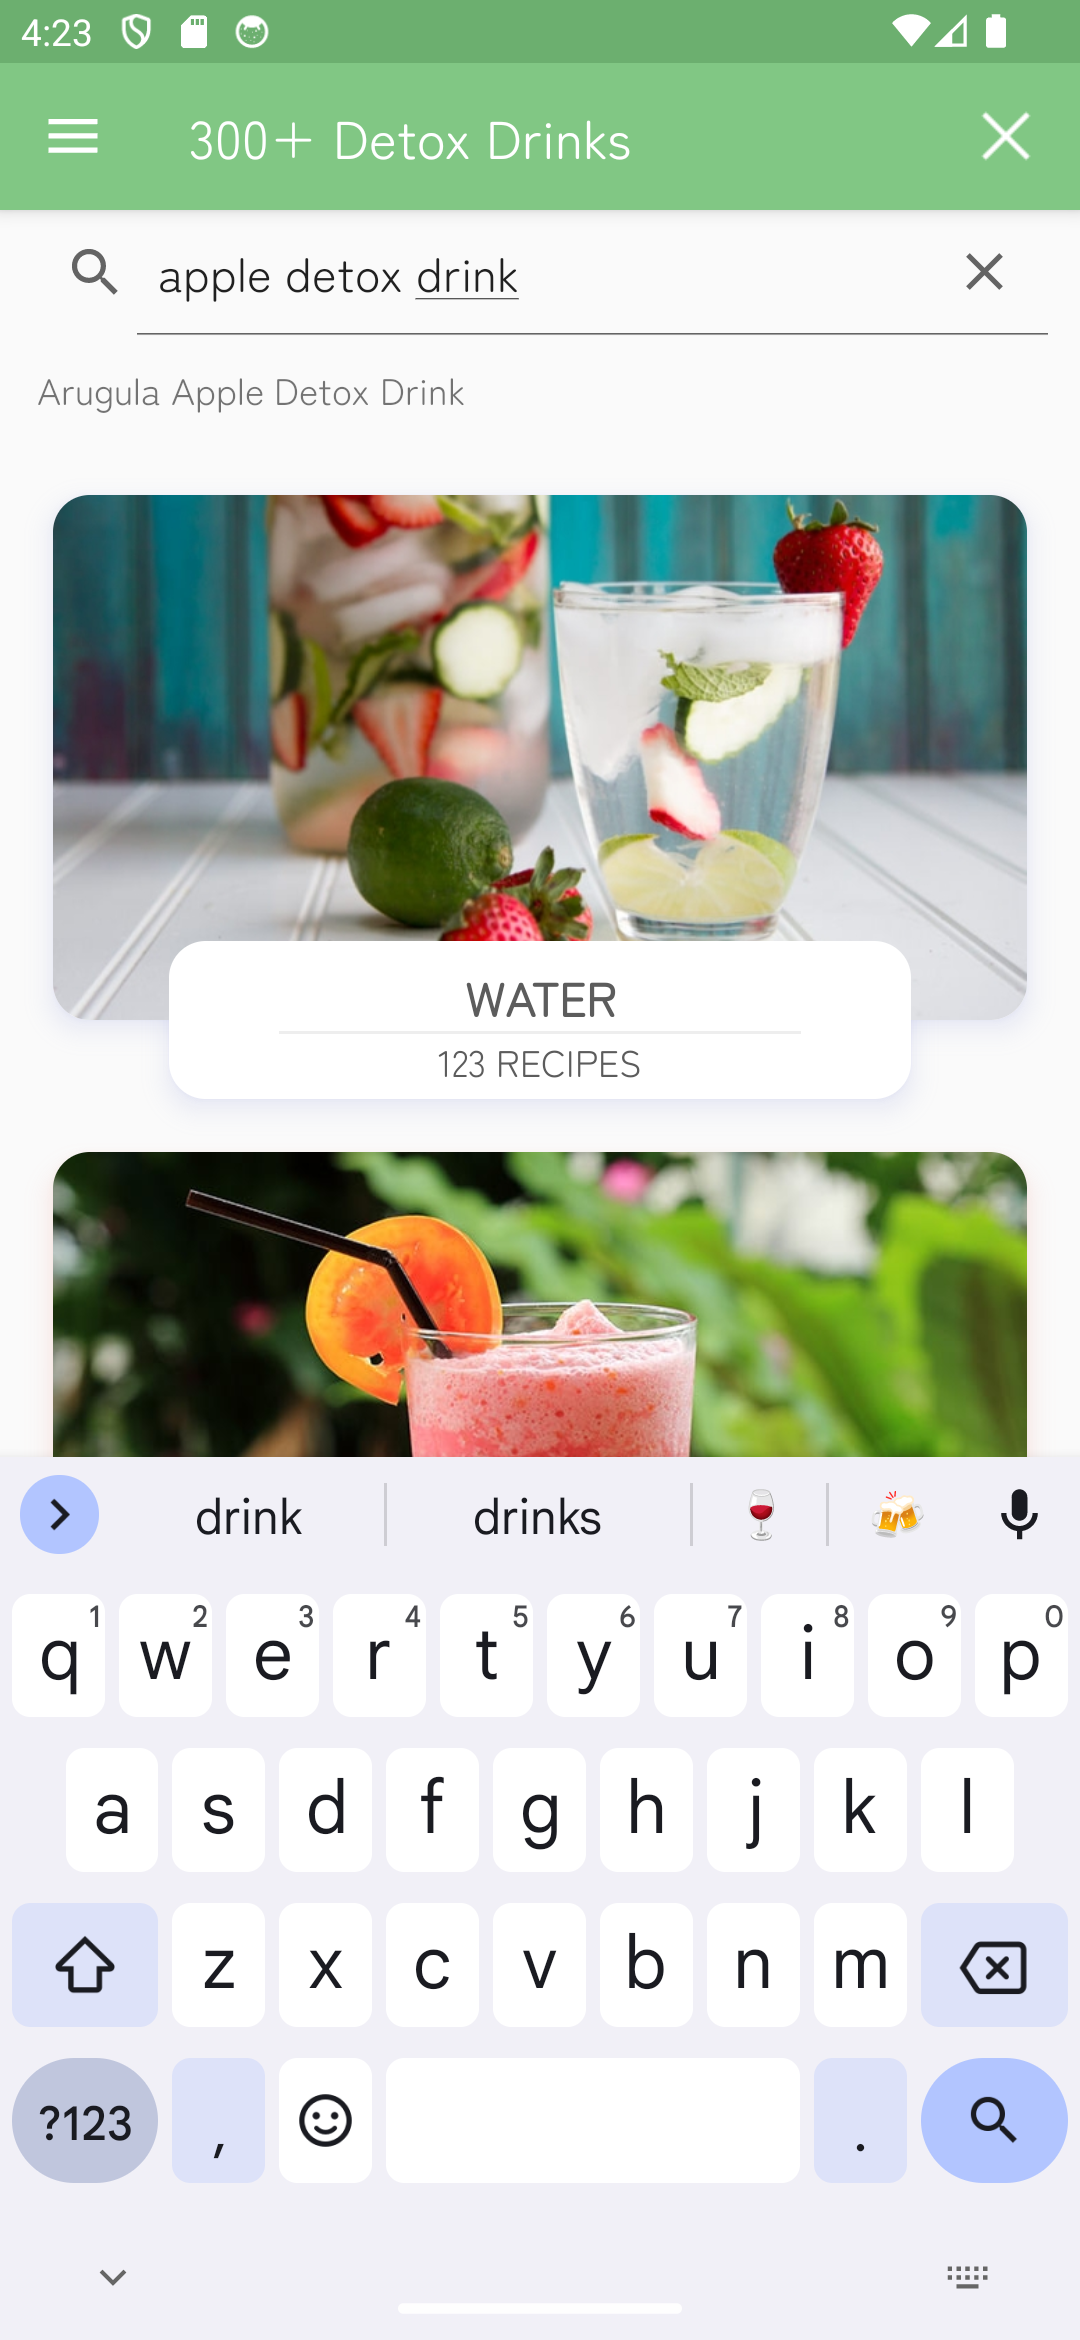 4:23
300+ Detox Drinks
apple detox drink
Arugula Apple Detox Drink
WATER
123 RECIPES
drink drinks
q1 w2 e3 r4 t5 y6 u7 i8 o9 p0
a s d f g h j k l
z x c v b n m
?123 , .